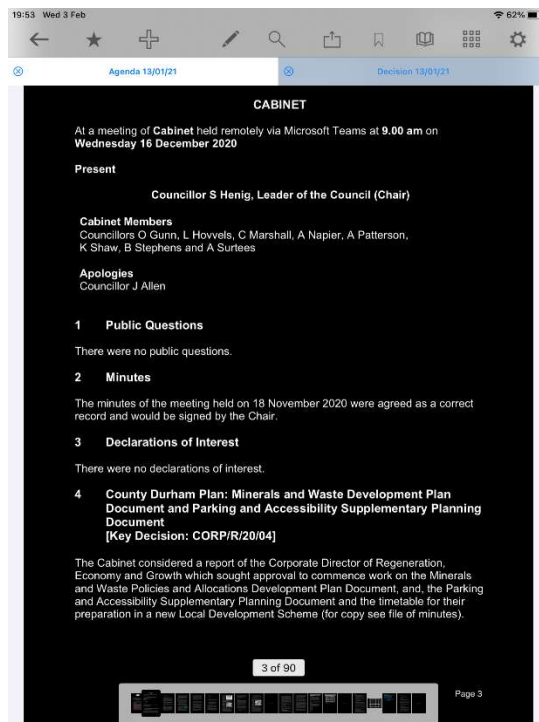 19:53 Wed 3 Feb
62%
Agenda 13/01/21
Decision 13/01/21
CABINET
At a meeting of Cabinet held remotely via Microsoft Teams at 9.00 am on
Wednesday 16 December 2020
Present
Councillor S Henig, Leader of the Council (Chair)
Cabinet Members
Councillors O Gunn, L Hovvels, C Marshall, A Napier, A Patterson,
K Shaw, B Stephens and A Surtees
Apologies
Councillor J Allen
1 Public Questions
There were no public questions.
2 Minutes
The minutes of the meeting held on 18 November 2020 were agreed as a correct
record and would be signed by the Chair.
3 Declarations of Interest
There were no declarations of interest.
4 County Durham Plan: Minerals and Waste Development Plan
Document and Parking and Accessibility Supplementary Planning
Document
[Key Decision: CORP/R/20/04]
The Cabinet considered a report of the Corporate Director of Regeneration,
Economy and Growth which sought approval to commence work on the Minerals
and Waste Policies and Allocations Development Plan Document, and, the Parking
and Accessibility Supplementary Planning Document and the timetable for their
preparation in a new Local Development Scheme (for copy see file of minutes).
3 of 90
Page 3